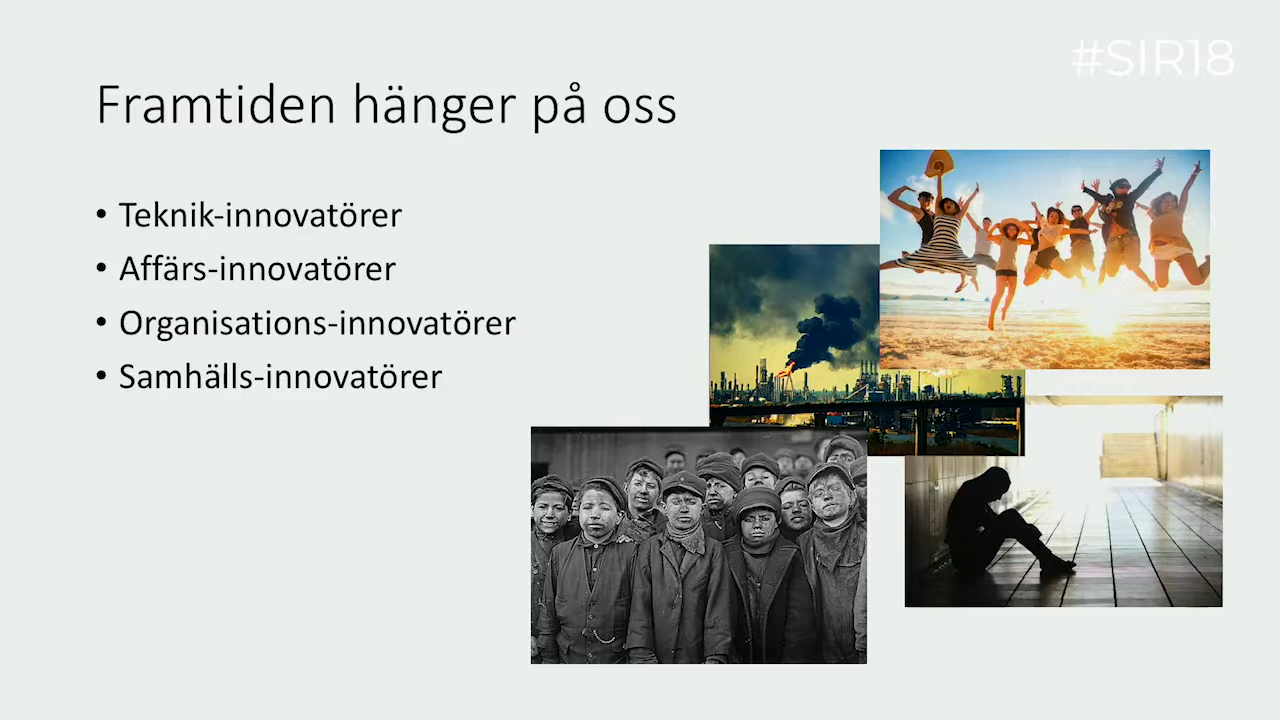 #SIR18
Framtiden hänger på oss
• Teknik-innovatörer
• Affärs-innovatörer
• Organisations-innovatörer
• Samhälls-innovatörer